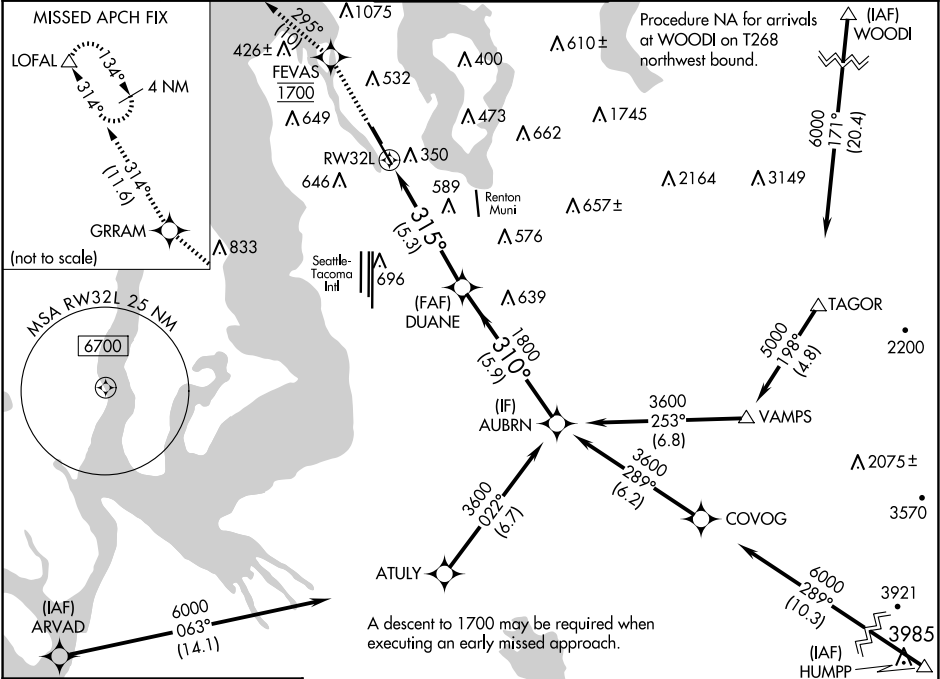 MISSED APCH FIX
LOFAL
134°
4 NM
314°
314°
(11.6)
GRRAM
(not to scale)
295°
(10)
1075
426±
FEVAS
1700
532
400
610±
Procedure NA for arrivals
at WOODI on T268
northwest bound.
(IAF)
WOODI
649
473
662
1745
6000
171°
(20.4)
RW32L
350
646
589
Renton
Muni
657±
2164
3149
833
315°
(5.3)
576
Seattle-
Tacoma
Intl
696
(FAF)
DUANE
639
TAGOR
MSA RW32L 25 NM
6700
1800
310°
(5.9)
5000
198°
(4.8)
2200
(IF)
AUBRN
3600
253°
(6.8)
VAMPS
3600
289°
(6.2)
2075±
3600
022°
(6.7)
COVOG
3570
ATULY
6000
289°
(10.3)
3921
3985
(IAF)
ARVAD
6000
063°
(14.1)
A descent to 1700 may be required when
executing an early missed approach.
(IAF)
HUMPP